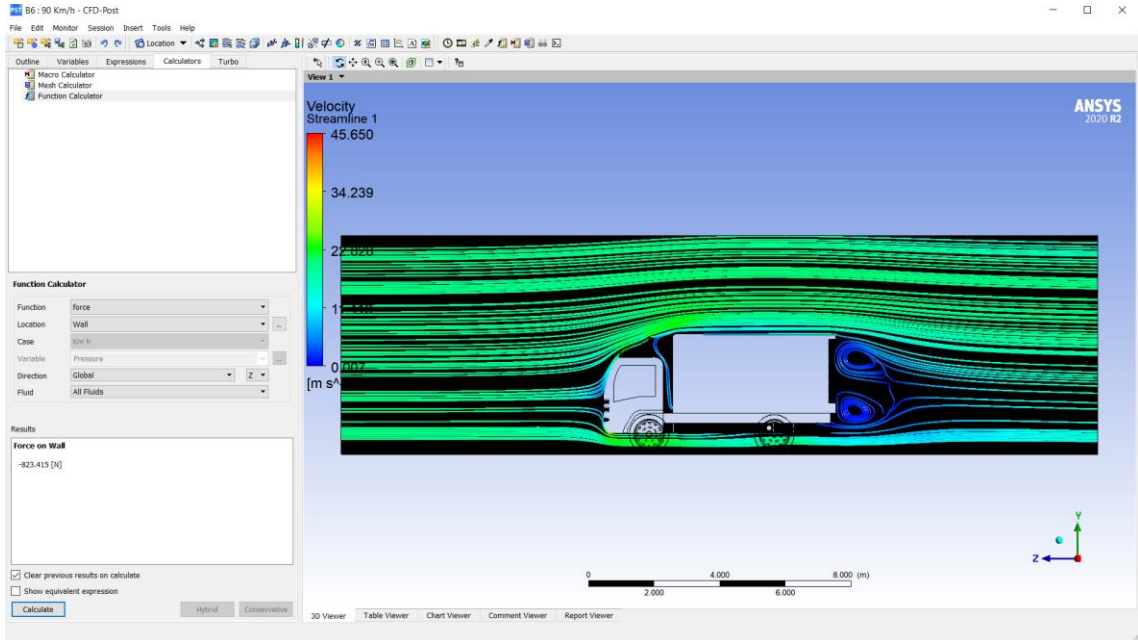 B6 : 90 Km/h - CFD-Post
File Edit Monitor Session Insert Tools Help
Location
Outline Variables Expressions Calculators Turbo
Macro Calculator
Mesh Calculator
Function Calculator
Function Calculator
Function force
Location Wall
Case Km h
Variable Pressure
Direction Global Z
Fluid All Fluids
Results
Force on Wall
-823.415 [N]
Clear previous results on calculate
Show equivalent expression
Calculate Hybrid Conservative
View 1
Velocity
Streamline 1
45.650
34.239
0.007
[m s^
ANSYS
2020 R2
Y
Z
0 4.000 8.000 (m)
2.000 6.000
3D Viewer Table Viewer Chart Viewer Comment Viewer Report Viewer